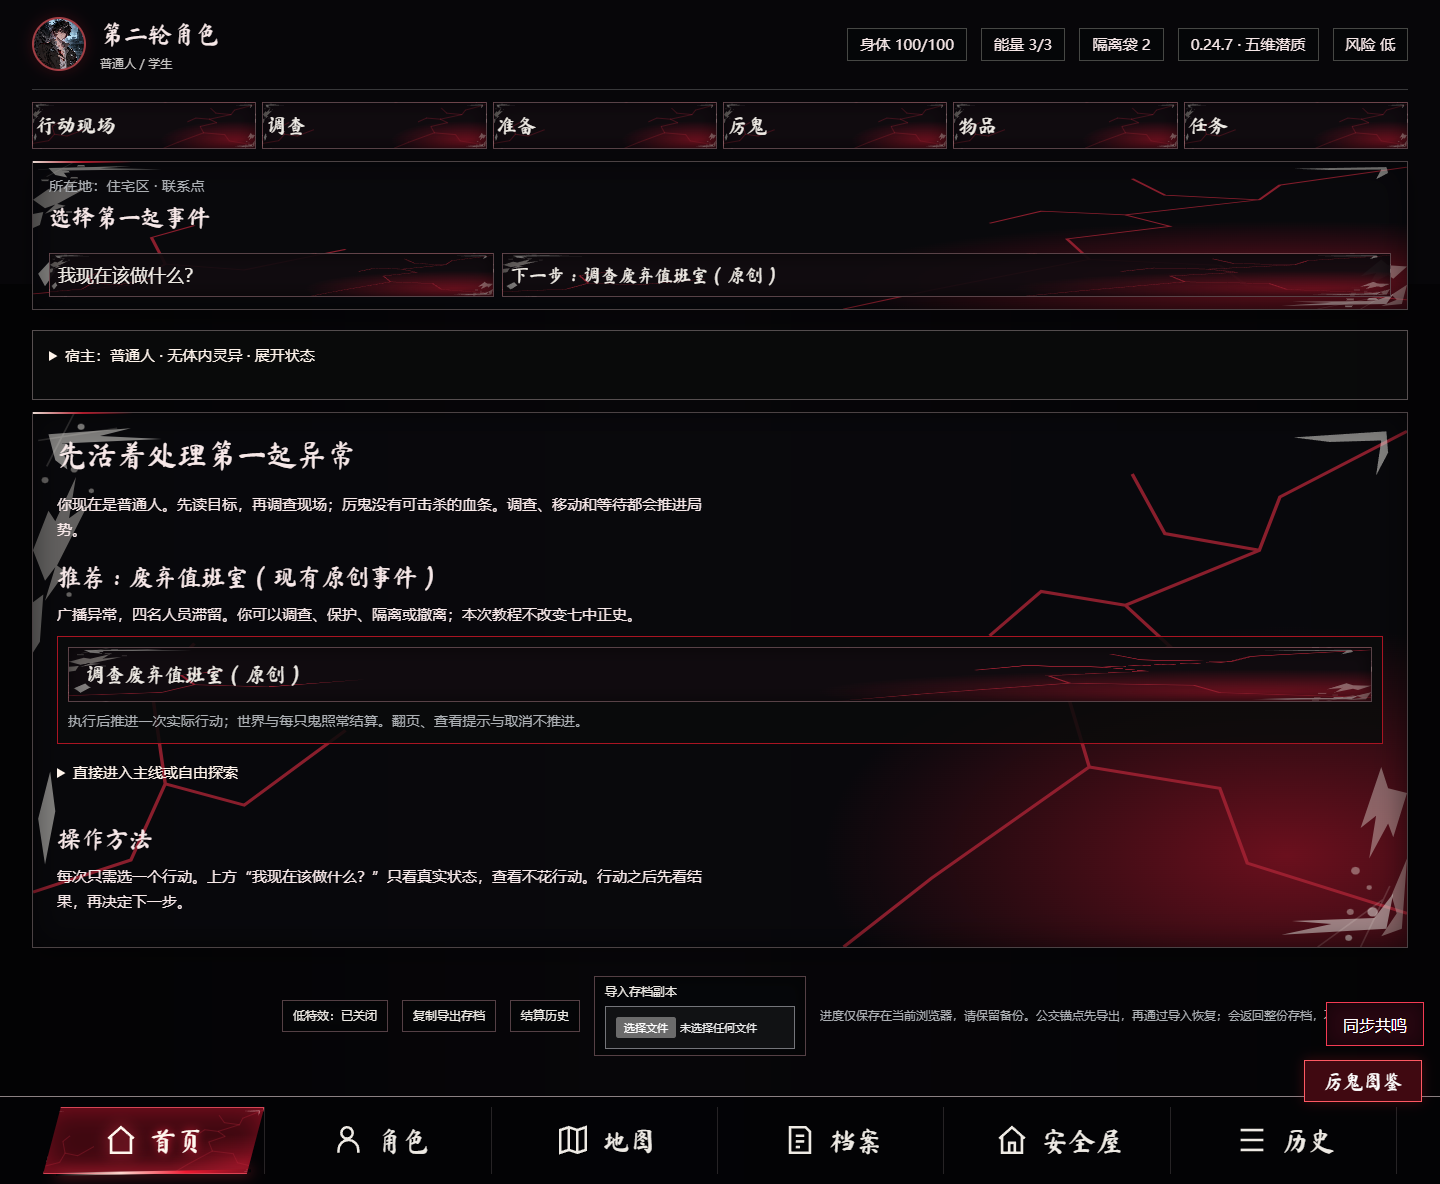 第二轮角色
普通人 / 学生
身体 100/100
能量 3/3
隔离袋 2
0.24.7 · 五维潜质
风险 低
行动现场
调查
准备
厉鬼
物品
任务
所在地：住宅区 · 联系点
选择第一起事件
我现在该做什么？
下一步：调查废弃值班室（原创）
▶ 宿主：普通人 · 无体内灵异 · 展开状态
先活着处理第一起异常
你现在是普通人。先读目标，再调查现场；厉鬼没有可击杀的血条。调查、移动和等待都会推进局
势。
推荐：废弃值班室（现有原创事件）
广播异常，四名人员滞留。你可以调查、保护、隔离或撤离；本次教程不改变七中正史。
调查废弃值班室（原创）
执行后推进一次实际行动；世界与每只鬼照常结算。翻页、查看提示与取消不推进。
▶ 直接进入主线或自由探索
操作方法
每次只需选一个行动。上方“我现在该做什么？”只看真实状态，查看不花行动。行动之后先看结
果，再决定下一步。
低特效：已关闭
复制导出存档
结算历史
导入存档副本
选择文件 未选择任何文件
进度仅保存在当前浏览器，请保留备份。公交锚点先导出，再通过导入恢复；会返回整份存档，
同步共鸣
厉鬼图鉴
首页
角色
地图
档案
安全屋
历史